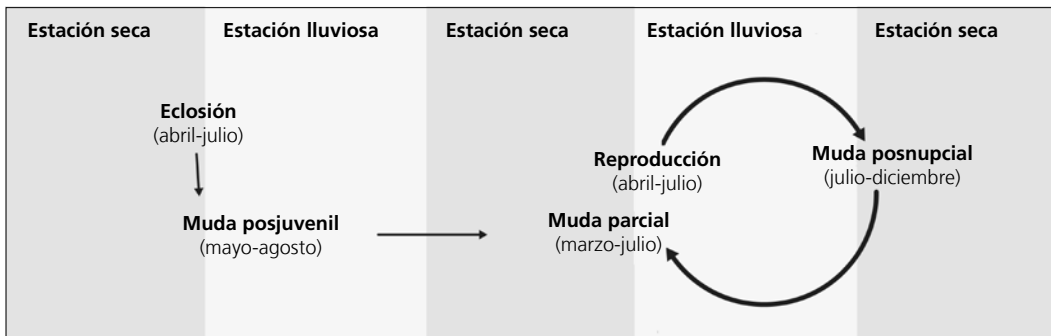 Estación seca
Estación lluviosa
Estación seca
Estación lluviosa
Estación seca
Eclosión
(abril-julio)
Muda posjuvenil
(mayo-agosto)
Reproducción
(abril-julio)
Muda parcial
(marzo-julio)
Muda posnupcial
(julio-diciembre)